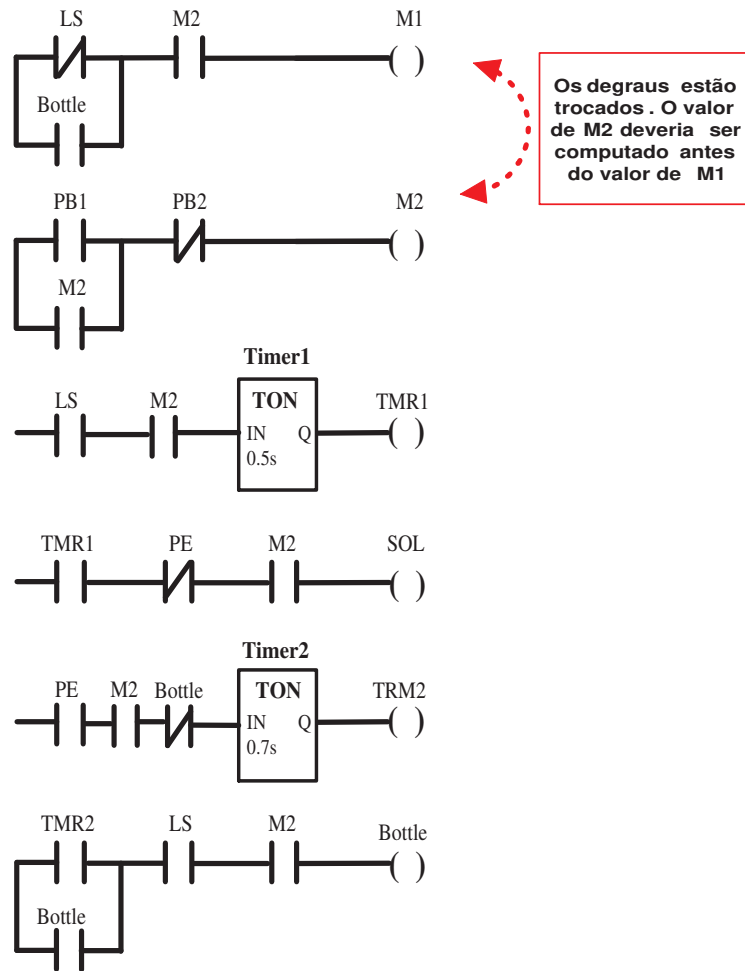 LS M2 M1
Bottle
Os degraus estão
trocados . O valor
de M2 deveria ser
computado antes
do valor de M1
PB1 PB2 M2
M2
Timer1
LS M2 TON TMR1
IN Q
0.5s
TMR1 PE M2 SOL
Timer2
PE M2 Bottle TON TRM2
IN Q
0.7s
TMR2 LS M2 Bottle
Bottle